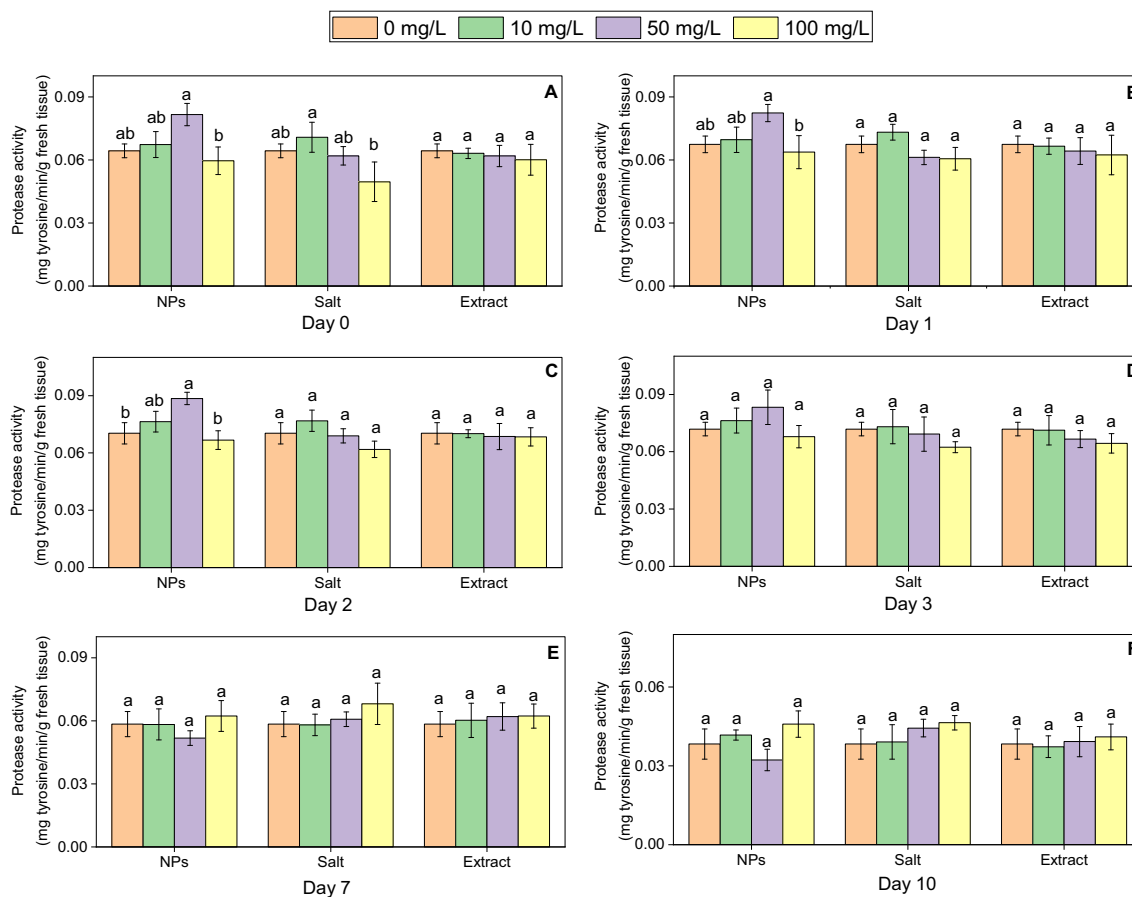 0 mg/L 10 mg/L 50 mg/L 100 mg/L
A
Protease activity
(mg tyrosine/min/g fresh tissue)
0.09
0.06
0.03
0.00
ab ab a b
ab a ab b
a a a a
NPs Salt Extract
Day 0
Protease activity
(mg tyrosine/min/g fresh tissue)
0.09
0.06
0.03
0.00
ab ab a b
a a a a
a a a a
NPs Salt Extract
Day 1
C
Protease activity
(mg tyrosine/min/g fresh tissue)
0.09
0.06
0.03
0.00
b ab a b
a a a a
a a a a
NPs Salt Extract
Day 2
D
Protease activity
(mg tyrosine/min/g fresh tissue)
0.09
0.06
0.03
0.00
a a a a
a a a a
a a a a
NPs Salt Extract
Day 3
E
Protease activity
(mg tyrosine/min/g fresh tissue)
0.09
0.06
0.03
0.00
a a a a
a a a a
a a a a
NPs Salt Extract
Day 7
Protease activity
(mg tyrosine/min/g fresh tissue)
0.06
0.03
0.00
a a a a
a a a a
a a a a
NPs Salt Extract
Day 10